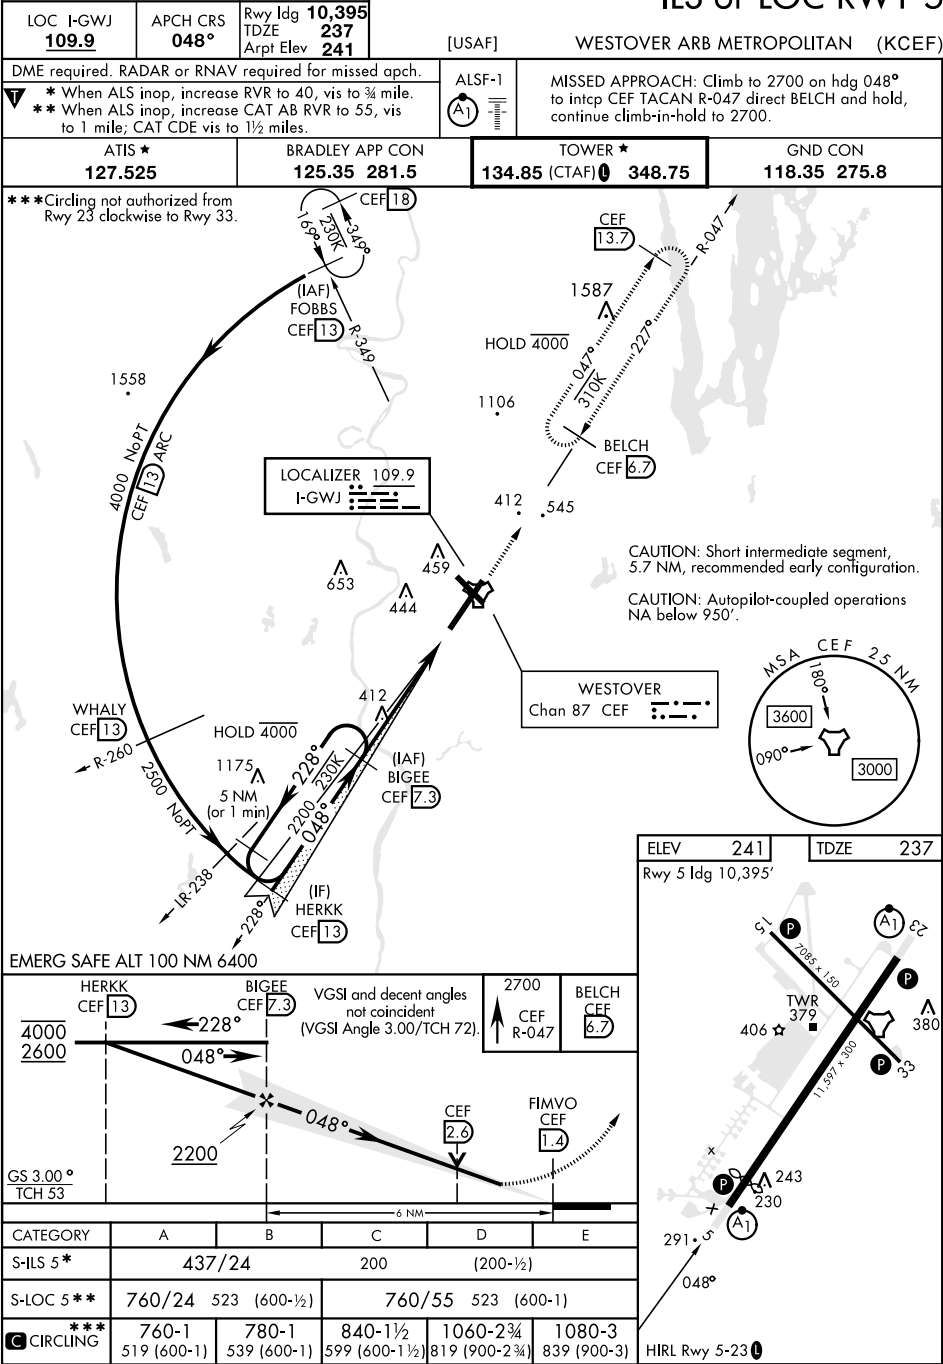 LOC I-GWJ
109.9
APCH CRS
048°
Rwy ldg 10,395
TDZE 237
Arpt Elev 241
[USAF]
WESTOVER ARB METROPOLITAN (KCEF)
DME required. RADAR or RNAV required for missed apch.
T
* When ALS inop, increase RVR to 40, vis to ¾ mile.
** When ALS inop, increase CAT AB RVR to 55, vis
to 1 mile; CAT CDE vis to 1½ miles.
ALSF-1
A1
MISSED APPROACH: Climb to 2700 on hdg 048°
to intcp CEF TACAN R-047 direct BELCH and hold,
continue climb-in-hold to 2700.
ATIS ★
127.525
BRADLEY APP CON
125.35 281.5
TOWER ★
134.85 (CTAF) L 348.75
GND CON
118.35 275.8
***Circling not authorized from
Rwy 23 clockwise to Rwy 33.
CEF 18
349°
230K
169°
(IAF)
FOBBS
CEF 13
R-349
1558
4000 NoPT
CEF 13 ARC
CEF
13.7
R-047
1587
HOLD 4000
047°
310K
227°
1106
BELCH
CEF 6.7
LOCALIZER 109.9
I-GWJ
412
545
653
459
444
CAUTION: Short intermediate segment,
5.7 NM, recommended early configuration.
CAUTION: Autopilot-coupled operations
NA below 950'.
WESTOVER
Chan 87 CEF
MSA CEF 25 NM
180°
3600
090°
3000
WHALY
CEF 13
R-260
HOLD 4000
412
2500 NoPT
1175
5 NM
(or 1 min)
228°
230K
2200
048°
(IAF)
BIGEE
CEF 7.3
LR-238
228°
(IF)
HERKK
CEF 13
EMERG SAFE ALT 100 NM 6400
HERKK
CEF 13
BIGEE
CEF 7.3
VGSI and decent angles
not coincident
(VGSI Angle 3.00/TCH 72).
2700
CEF
R-047
BELCH
CEF
6.7
4000
2600
228°
048°
048°
2200
CEF
2.6
FIMVO
CEF
1.4
GS 3.00°
TCH 53
6 NM
CATEGORY A B C D E
S-ILS 5* 437/24 200 (200-½)
S-LOC 5** 760/24 523 (600-½) 760/55 523 (600-1)
***
C CIRCLING 760-1 780-1 840-1½ 1060-2¾ 1080-3
519 (600-1) 539 (600-1) 599 (600-1½) 819 (900-2¾) 839 (900-3)
ELEV 241
TDZE 237
Rwy 5 ldg 10,395'
15
P
A1
23
7085 x 150
P
TWR
379
406
380
P
33
11,597 x 300
P
243
230
A1
5
291
048°
HIRL Rwy 5-23 L